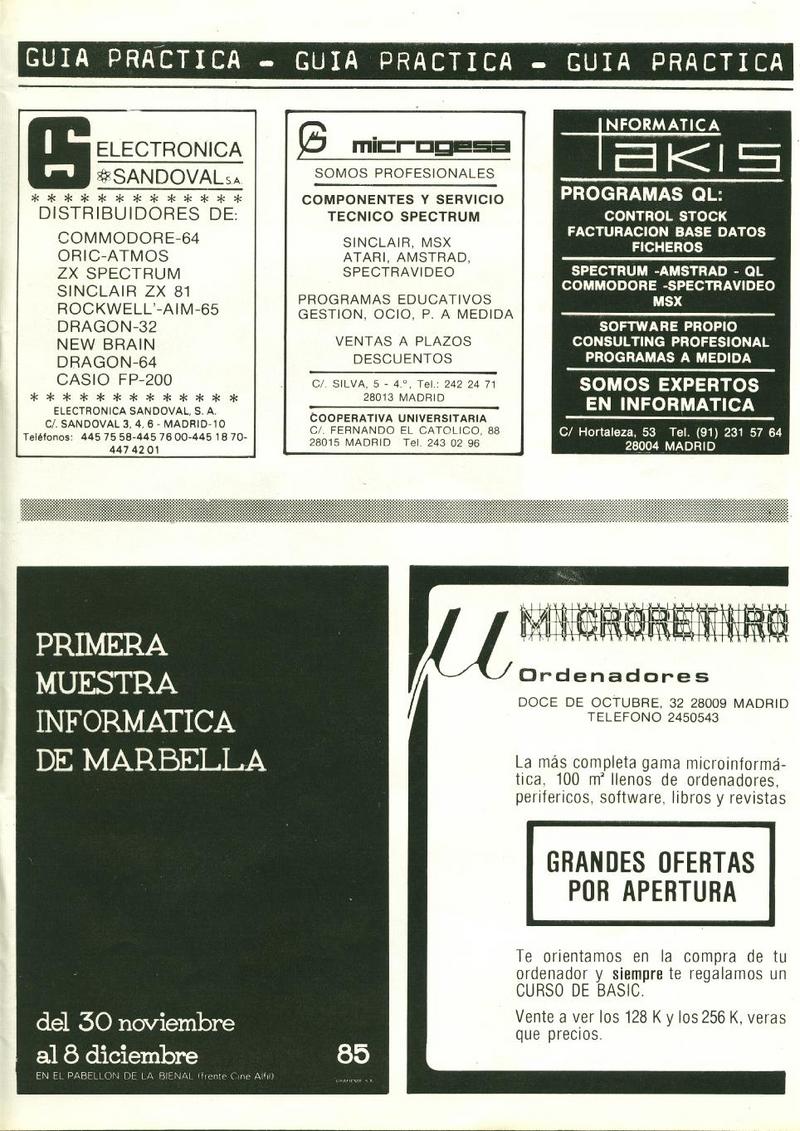 GUIA PRACTICA - GUIA PRACTICA - GUIA PRACTICA
ELECTRONICA
SANDOVAL S.A.
* * * * * * * * * * * * *
DISTRIBUIDORES DE:
COMMODORE-64
ORIC-ATMOS
ZX SPECTRUM
SINCLAIR ZX 81
ROCKWELL'-AIM-65
DRAGON-32
NEW BRAIN
DRAGON-64
CASIO FP-200
* * * * * * * * * * * * *
ELECTRONICA SANDOVAL, S. A.
C/. SANDOVAL 3, 4, 6 - MADRID-10
Teléfonos: 445 75 58-445 76 00-445 18 70-
447 42 01
microgesa
SOMOS PROFESIONALES
COMPONENTES Y SERVICIO
TECNICO SPECTRUM
SINCLAIR, MSX
ATARI, AMSTRAD,
SPECTRAVIDEO
PROGRAMAS EDUCATIVOS
GESTION, OCIO, P. A MEDIDA
VENTAS A PLAZOS
DESCUENTOS
C/. SILVA, 5 - 4.º, Tel.: 242 24 71
28013 MADRID
COOPERATIVA UNIVERSITARIA
C/. FERNANDO EL CATOLICO, 88
28015 MADRID Tel. 243 02 96
INFORMATICA
TAKIS
PROGRAMAS QL:
CONTROL STOCK
FACTURACION BASE DATOS
FICHEROS
SPECTRUM -AMSTRAD - QL
COMMODORE -SPECTRAVIDEO
MSX
SOFTWARE PROPIO
CONSULTING PROFESIONAL
PROGRAMAS A MEDIDA
SOMOS EXPERTOS
EN INFORMATICA
C/ Hortaleza, 53 Tel. (91) 231 57 64
28004 MADRID
PRIMERA
MUESTRA
INFORMATICA
DE MARBELLA
del 30 noviembre
al 8 diciembre 85
EN EL PABELLON DE LA BIENAL (frente Cine Alfil)
µ MICRORETIRO
Ordenadores
DOCE DE OCTUBRE, 32 28009 MADRID
TELEFONO 2450543
La más completa gama microinformá-
tica, 100 m² llenos de ordenadores,
perifericos, software, libros y revistas
GRANDES OFERTAS
POR APERTURA
Te orientamos en la compra de tu
ordenador y siempre te regalamos un
CURSO DE BASIC.
Vente a ver los 128 K y los 256 K, veras
que precios.